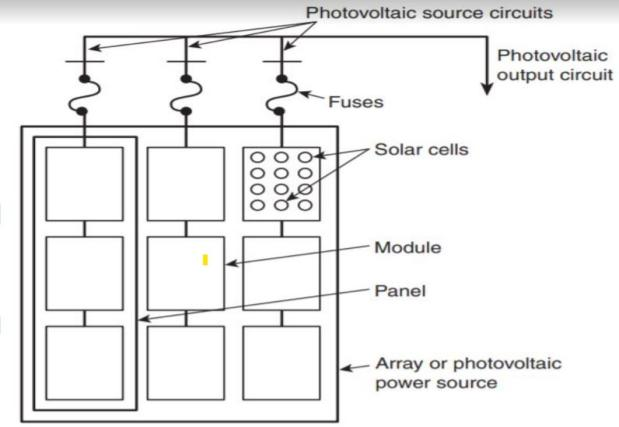 Photovoltaic source circuits
Photovoltaic
output circuit
Fuses
Solar cells
Module
Panel
Array or photovoltaic
power source